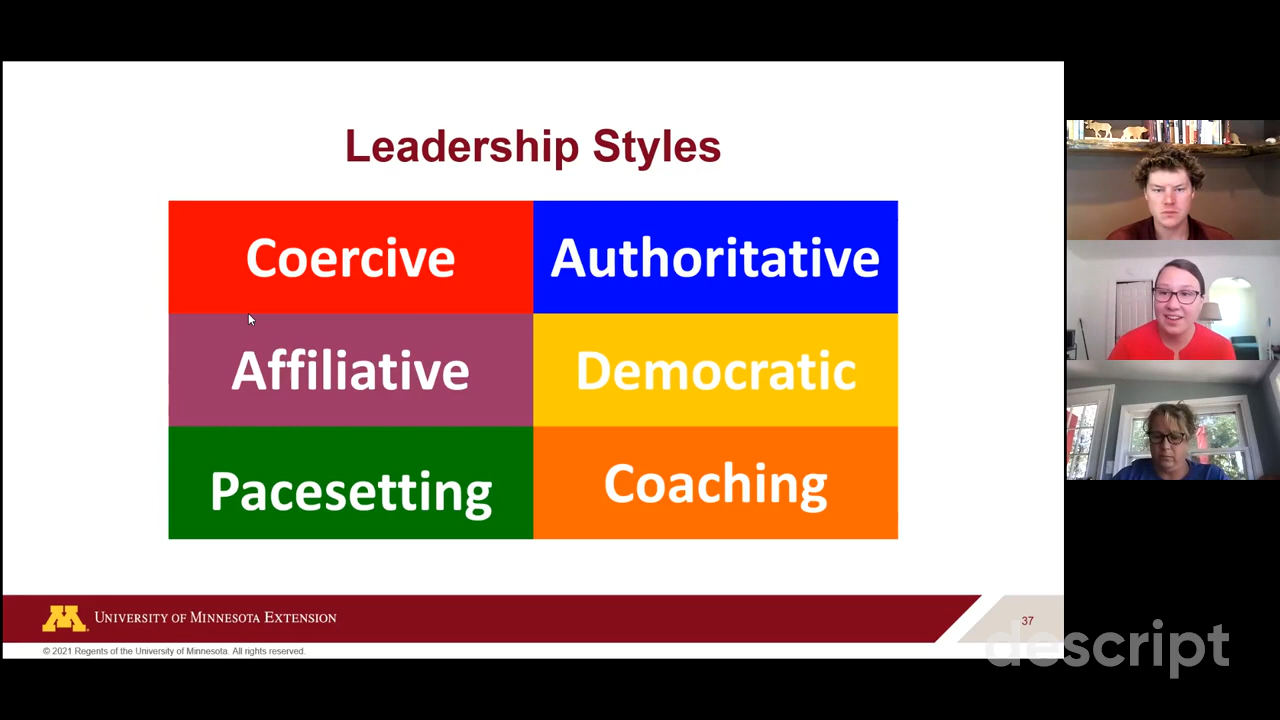 Leadership Styles
Coercive
Authoritative
Affiliative
Democratic
Pacesetting
Coaching
M
UNIVERSITY OF MINNESOTA EXTENSION
37
© 2021 Regents of the University of Minnesota. All rights reserved.
descript